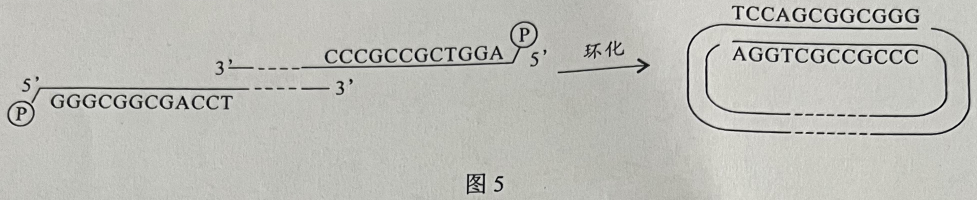 TCCAGCGGCGGG
CCCGCCGCTGGA P 5' 环化 AGGTCGCCGCCC
3'
5' 3'
P GGGCGGCGACCT
图 5